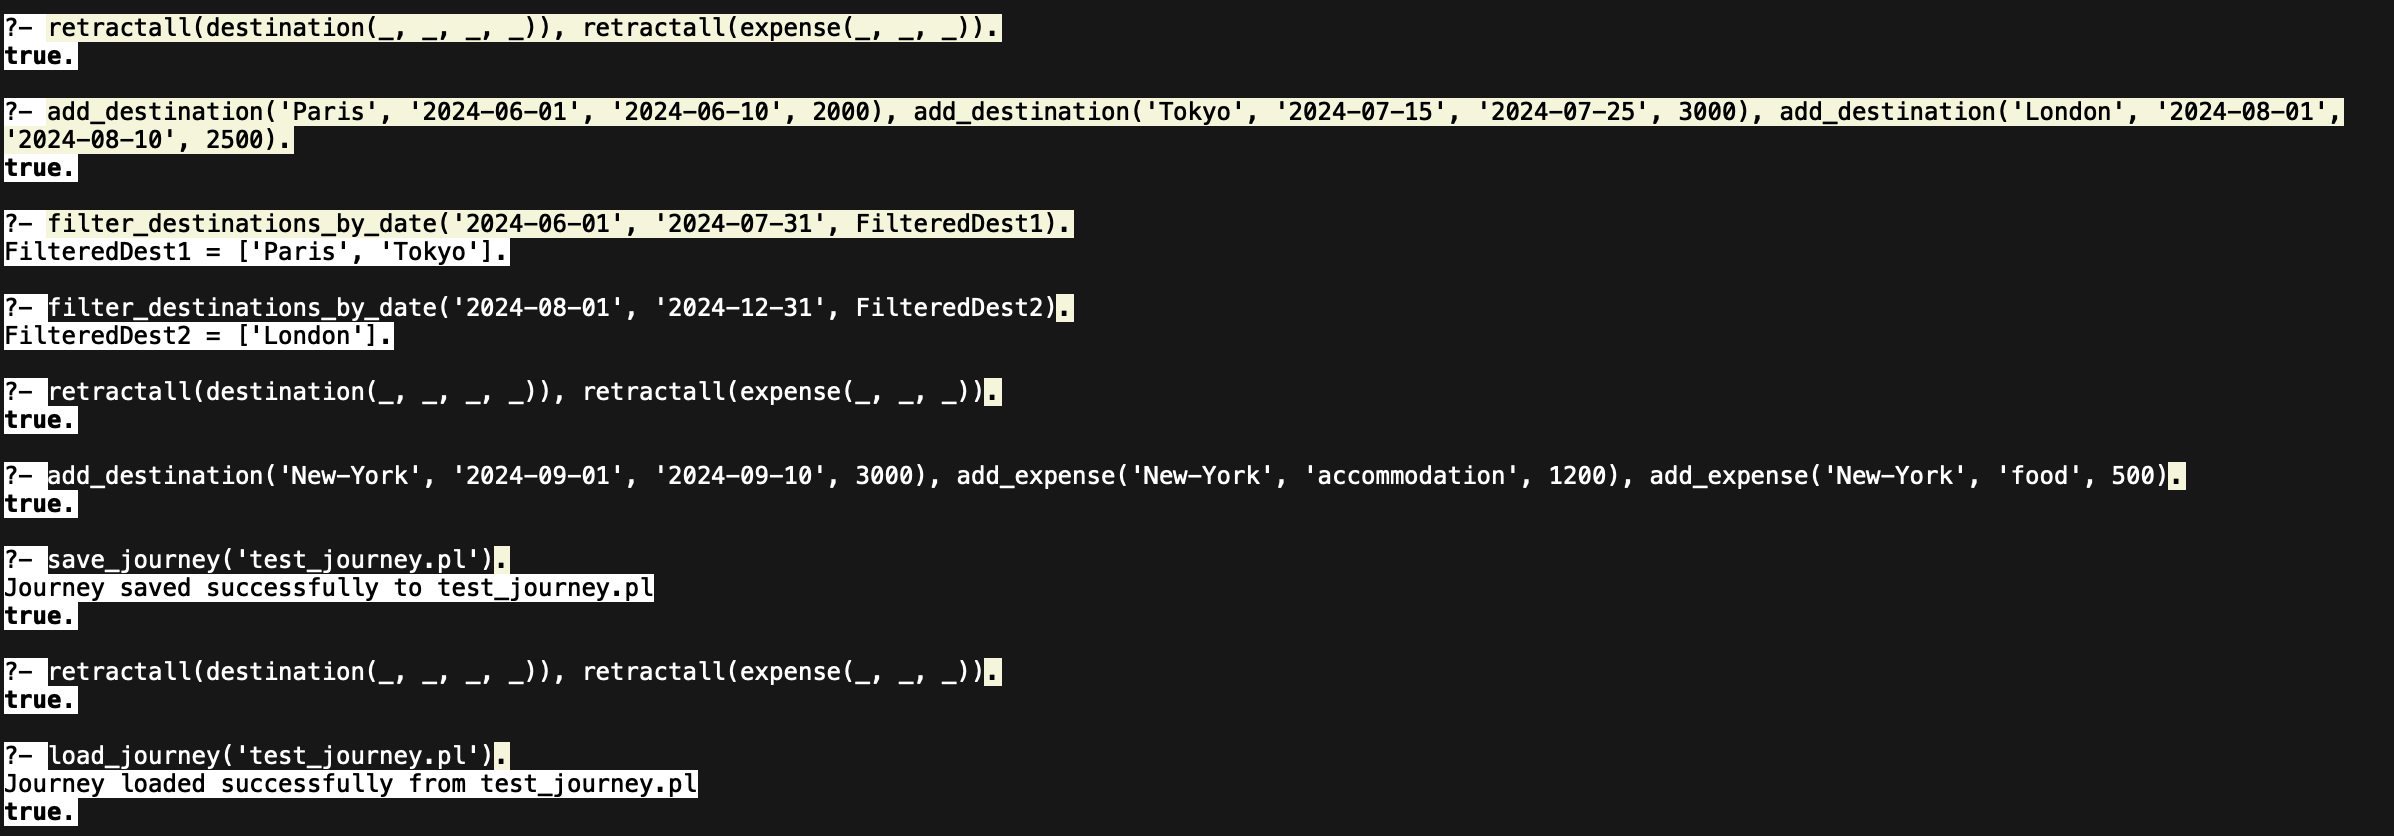 ?- retractall(destination(_, _, _, _)), retractall(expense(_, _, _)).
true.
?- add_destination('Paris', '2024-06-01', '2024-06-10', 2000), add_destination('Tokyo', '2024-07-15', '2024-07-25', 3000), add_destination('London', '2024-08-01',
'2024-08-10', 2500).
true.
?- filter_destinations_by_date('2024-06-01', '2024-07-31', FilteredDest1).
FilteredDest1 = ['Paris', 'Tokyo'].
?- filter_destinations_by_date('2024-08-01', '2024-12-31', FilteredDest2).
FilteredDest2 = ['London'].
?- retractall(destination(_, _, _, _)), retractall(expense(_, _, _)).
true.
?- add_destination('New-York', '2024-09-01', '2024-09-10', 3000), add_expense('New-York', 'accommodation', 1200), add_expense('New-York', 'food', 500).
true.
?- save_journey('test_journey.pl').
Journey saved successfully to test_journey.pl
true.
?- retractall(destination(_, _, _, _)), retractall(expense(_, _, _)).
true.
?- load_journey('test_journey.pl').
Journey loaded successfully from test_journey.pl
true.